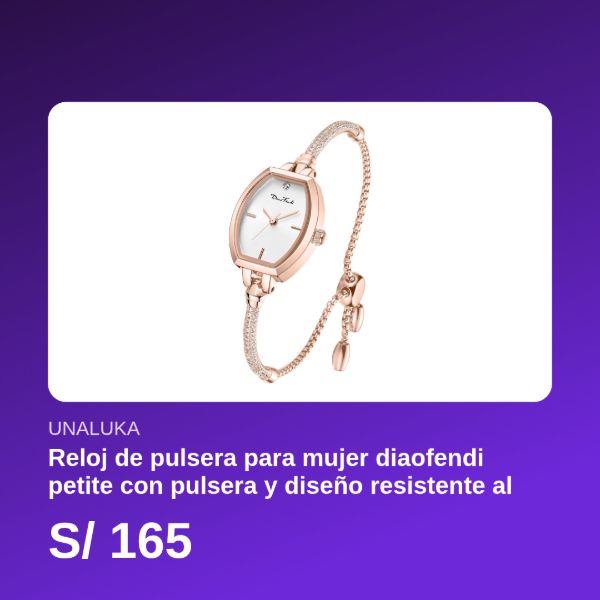 UNALUKA
Reloj de pulsera para mujer diaofendi
petite con pulsera y diseño resistente al
S/ 165